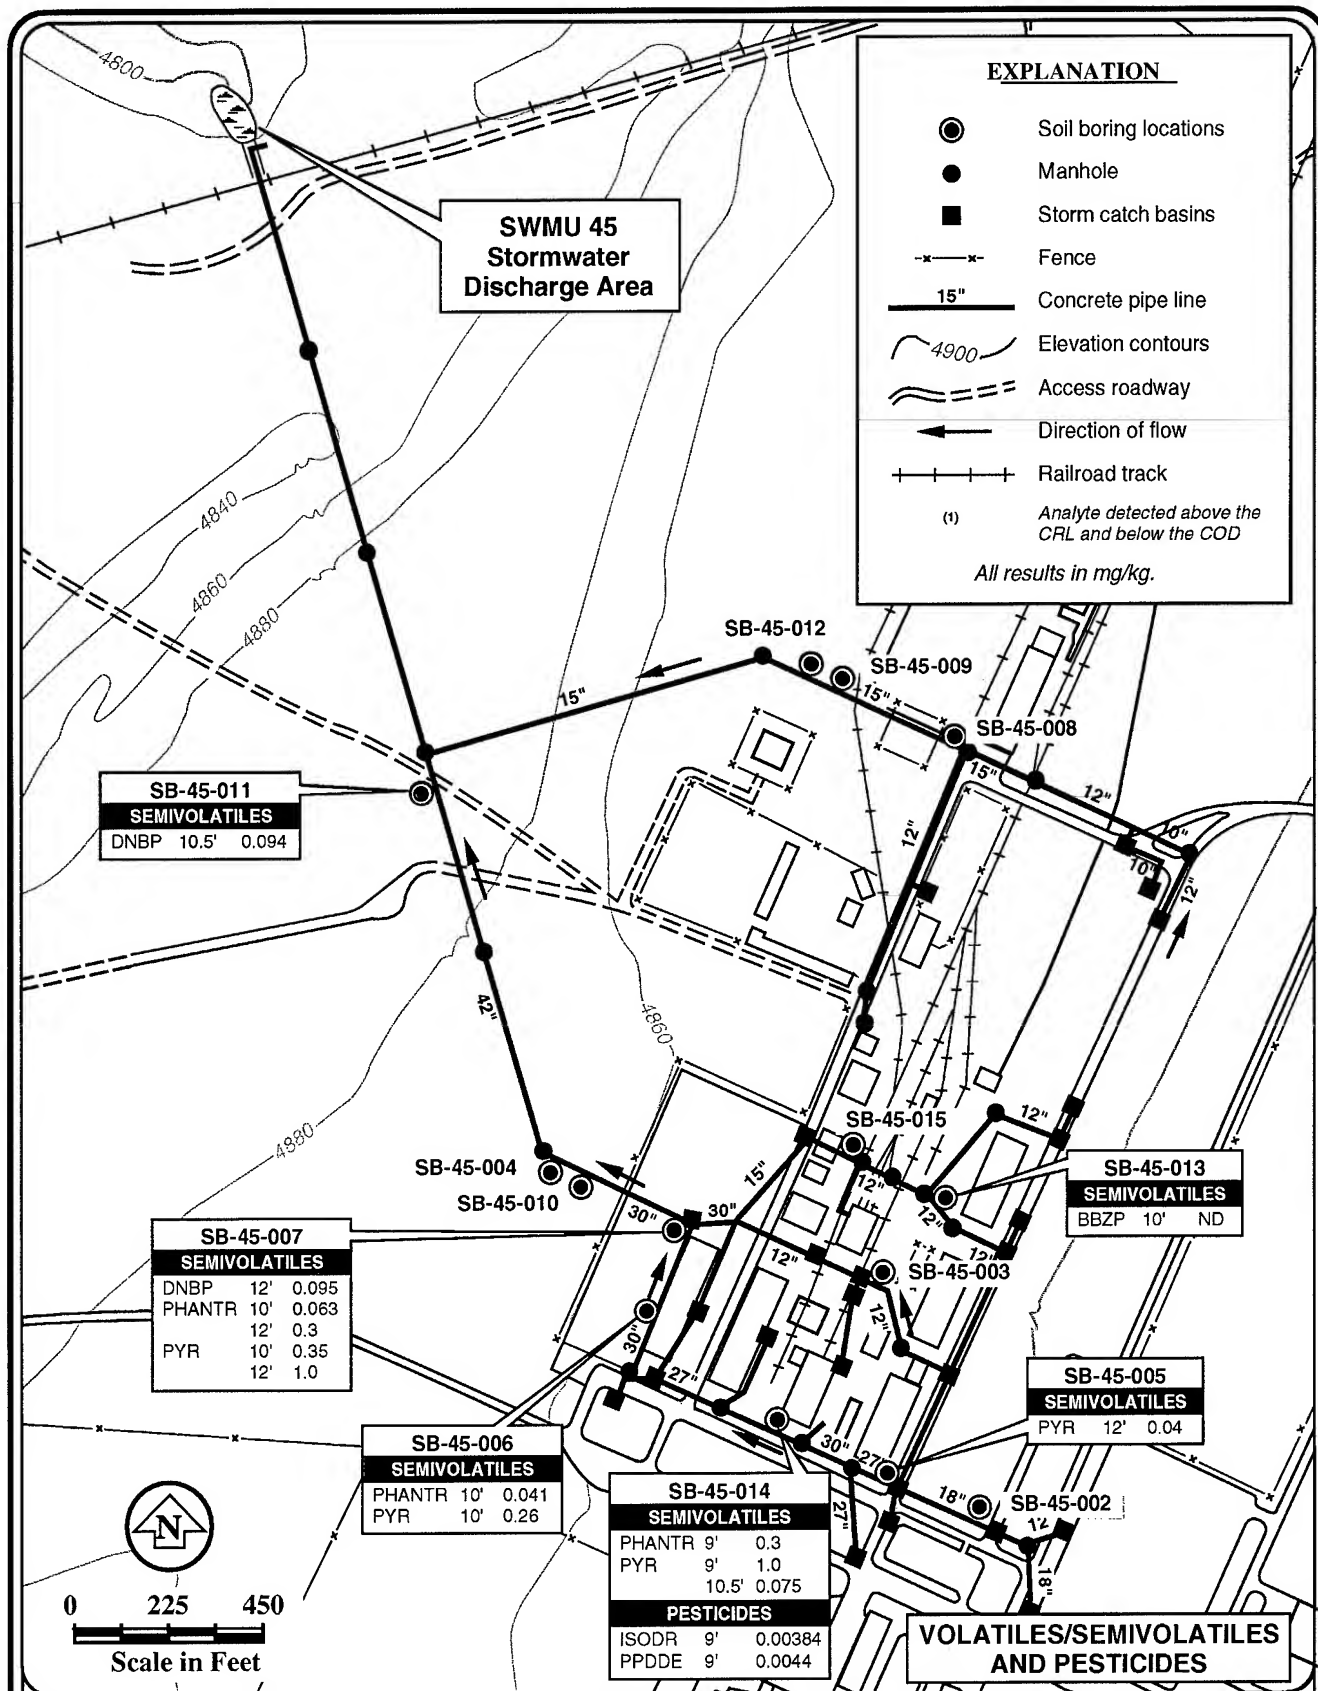 4800
EXPLANATION
Soil boring locations
Manhole
Storm catch basins
Fence
15" Concrete pipe line
4900 Elevation contours
Access roadway
Direction of flow
Railroad track
(1) Analyte detected above the
CRL and below the COD
All results in mg/kg.
SWMU 45
Stormwater
Discharge Area
4840
4860
4880
SB-45-012
SB-45-009
15"
15"
SB-45-008
15"
12"
10"
10"
12"
12"
SB-45-011
SEMIVOLATILES
DNBP 10.5' 0.094
42"
4860
4880
SB-45-015
12"
SB-45-004
SB-45-010
15"
12"
12"
12"
SB-45-013
SEMIVOLATILES
BBZP 10' ND
30"
30"
12"
SB-45-003
12"
SB-45-007
SEMIVOLATILES
DNBP 12' 0.095
PHANTR 10' 0.063
12' 0.3
PYR 10' 0.35
12' 1.0
30"
27"
SB-45-005
SEMIVOLATILES
PYR 12' 0.04
SB-45-006
SEMIVOLATILES
PHANTR 10' 0.041
PYR 10' 0.26
30"
27"
SB-45-014
SEMIVOLATILES
PHANTR 9' 0.3
PYR 9' 1.0
10.5' 0.075
PESTICIDES
ISODR 9' 0.00384
PPDDE 9' 0.0044
27"
18"
SB-45-002
12
18"
N
0 225 450
Scale in Feet
VOLATILES/SEMIVOLATILES
AND PESTICIDES